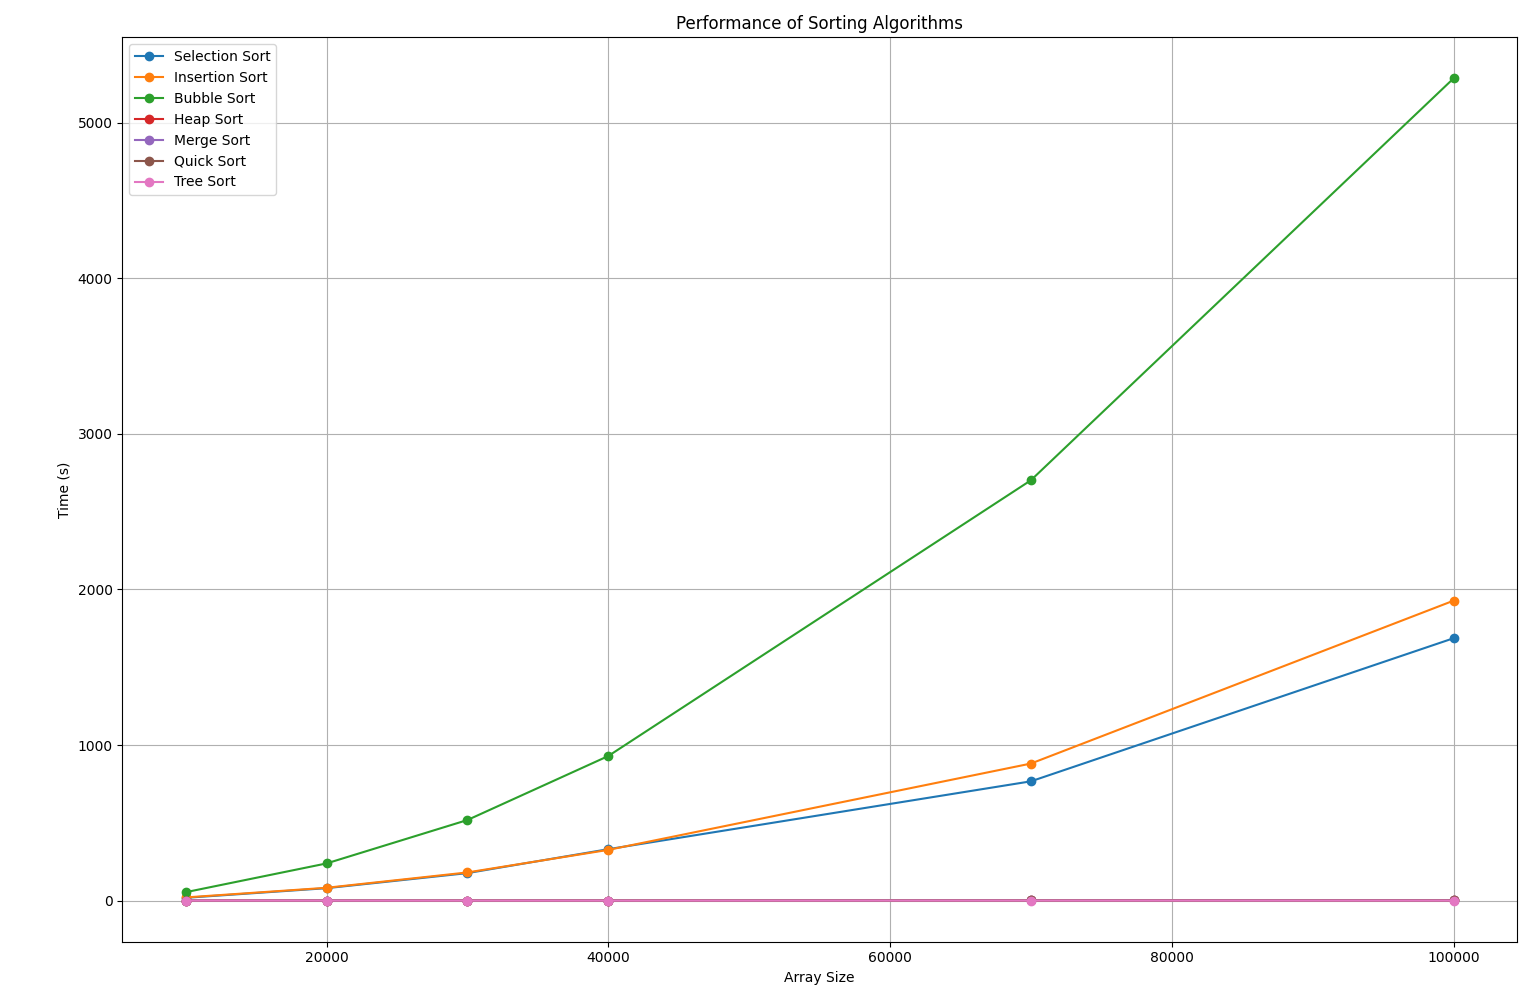 Performance of Sorting Algorithms
Selection Sort
Insertion Sort
Bubble Sort
Heap Sort
Merge Sort
Quick Sort
Tree Sort
5000
4000
3000
2000
1000
0
Time (s)
20000 40000 60000 80000 100000
Array Size